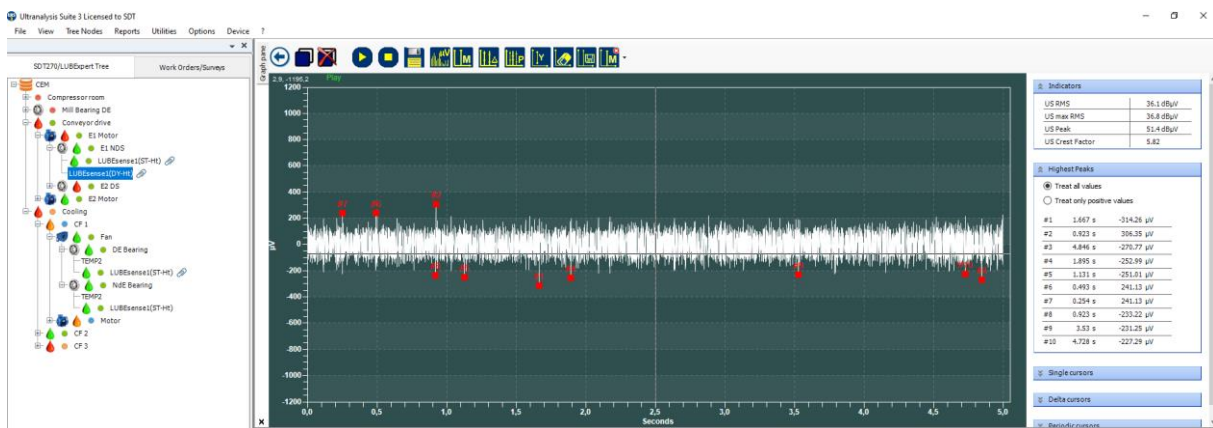 Ultranalysis Suite 3 Licensed to SDT
File View Tree Nodes Reports Utilities Options Device ?
SDT270/LUBExpert Tree
Work Orders/Surveys
CEM
Compressor room
Mill Bearing DE
Conveyor drive
E1 Motor
E1 NDS
LUBEsense1(ST-Ht)
LUBEsense1(DY-Ht)
E2 DS
E2 Motor
Cooling
CF 1
Fan
DE Bearing
TEMP2
LUBEsense1(ST-Ht)
NdE Bearing
TEMP2
LUBEsense1(ST-Ht)
Motor
CF 2
CF 3
Graph pane
2,9, -1195,2 Play
1200
1000
800
600
400
200
0
-200
-400
-600
-800
-1000
-1200
µV
0,0 0,5 1,0 1,5 2,0 2,5 3,0 3,5 4,0 4,5 5,0
Seconds
Indicators
US RMS 36.1 dBµV
US max RMS 36.8 dBµV
US Peak 51.4 dBµV
US Crest Factor 5.82
Highest Peaks
Treat all values
Treat only positive values
#1 1.667 s -314.26 µV
#2 0.923 s 306.35 µV
#3 4.846 s -270.77 µV
#4 1.895 s -252.99 µV
#5 1.131 s -251.01 µV
#6 0.493 s 241.13 µV
#7 0.254 s 241.13 µV
#8 0.923 s -233.22 µV
#9 3.53 s -231.25 µV
#10 4.728 s -227.29 µV
Single cursors
Delta cursors
Periodic cursors